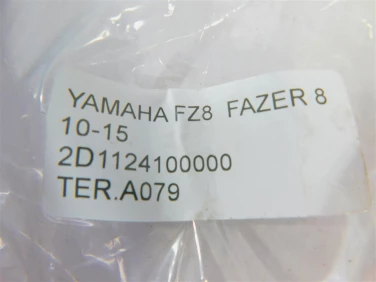 YAMAHA FZ8 FAZER 8
10-15
2D1124100000
TER.A079